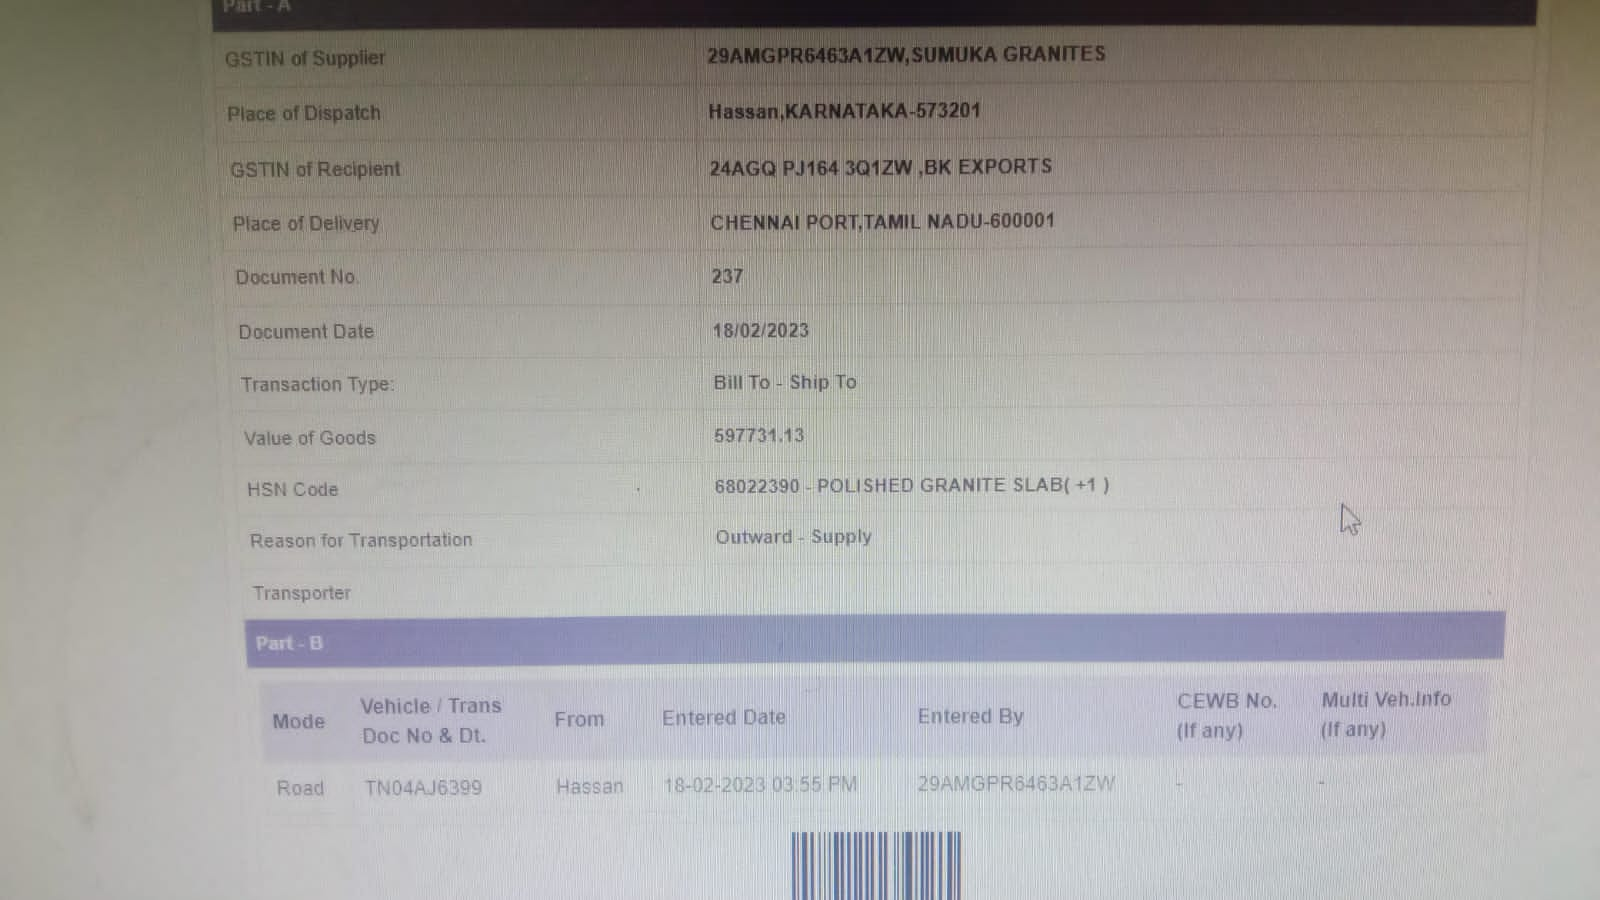 Part - A
GSTIN of Supplier 29AMGPR6463A1ZW,SUMUKA GRANITES
Place of Dispatch Hassan,KARNATAKA-573201
GSTIN of Recipient 24AGQ PJ164 3Q1ZW ,BK EXPORTS
Place of Delivery CHENNAI PORT,TAMIL NADU-600001
Document No. 237
Document Date 18/02/2023
Transaction Type: Bill To - Ship To
Value of Goods 597731.13
HSN Code 68022390 - POLISHED GRANITE SLAB( +1 )
Reason for Transportation Outward - Supply
Transporter
Part - B
Mode Vehicle / Trans Doc No & Dt. From Entered Date Entered By CEWB No. (If any) Multi Veh.Info (If any)
Road TN04AJ6399 Hassan 18-02-2023 03:55 PM 29AMGPR6463A1ZW - -